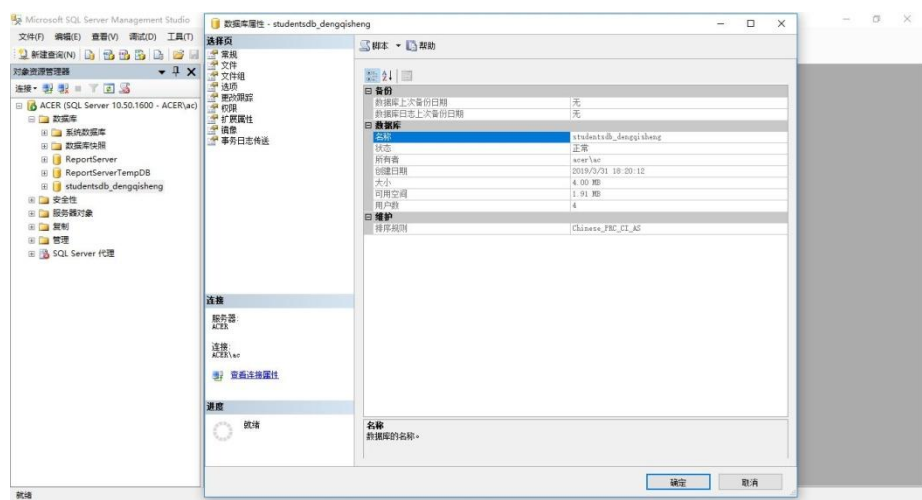 Microsoft SQL Server Management Studio
文件(F) 编辑(E) 查看(V) 调试(D) 工具(T)
新建查询(N)
对象资源管理器
连接
ACER (SQL Server 10.50.1600 - ACER\ac)
数据库
系统数据库
数据库快照
ReportServer
ReportServerTempDB
studentsdb_dengqisheng
安全性
服务器对象
复制
管理
SQL Server 代理
就绪
数据库属性 - studentsdb_dengqisheng
选择页
常规
文件
文件组
选项
更改跟踪
权限
扩展属性
镜像
事务日志传送
连接
服务器:
ACER
连接:
ACER\ac
查看连接属性
进度
就绪
脚本 帮助
备份
数据库上次备份日期 无
数据库日志上次备份日期 无
数据库
名称 studentsdb_dengqisheng
状态 正常
所有者 acer\ac
创建日期 2019/3/31 18:20:12
大小 4.00 MB
可用空间 1.91 MB
用户数 4
维护
排序规则 Chinese_PRC_CI_AS
名称
数据库的名称。
确定 取消